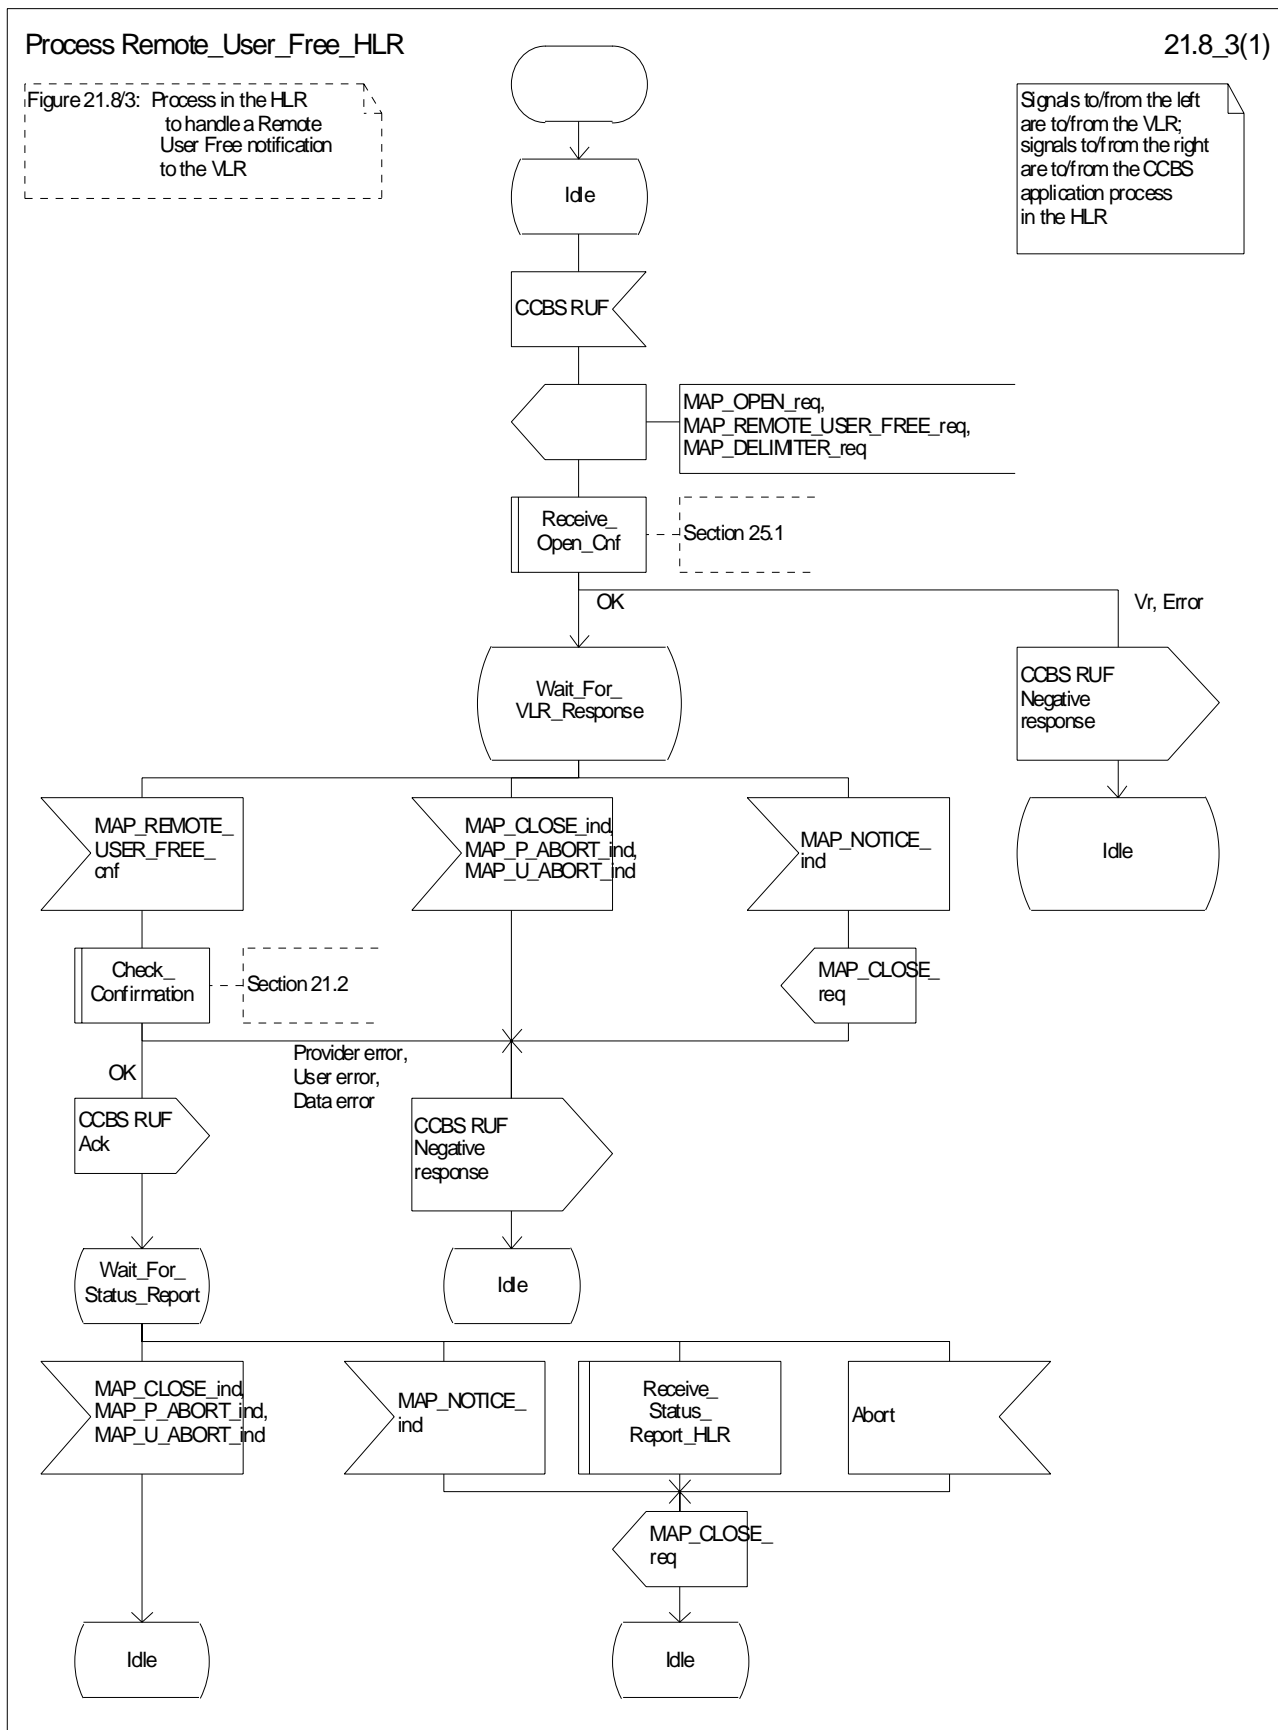 Process Remote_User_Free_HLR
21.8_3(1)
Figure 21.8/3: Process in the HLR
to handle a Remote
User Free notification
to the VLR
Signals to/from the left
are to/from the VLR;
signals to/from the right
are to/from the CCBS
application process
in the HLR
Idle
CCBS RUF
MAP_OPEN_req,
MAP_REMOTE_USER_FREE_req,
MAP_DELIMITER_req
Receive_
Open_Cnf
Section 25.1
OK
Vr, Error
Wait_For_
VLR_Response
CCBS RUF
Negative
response
MAP_REMOTE_
USER_FREE_
cnf
MAP_CLOSE_ind,
MAP_P_ABORT_ind,
MAP_U_ABORT_ind
MAP_NOTICE_
ind
Idle
Check_
Confirmation
Section 21.2
MAP_CLOSE_
req
OK
Provider error,
User error,
Data error
CCBS RUF
Ack
CCBS RUF
Negative
response
Wait_For_
Status_Report
Idle
MAP_CLOSE_ind,
MAP_P_ABORT_ind,
MAP_U_ABORT_ind
MAP_NOTICE_
ind
Receive_
Status_
Report_HLR
Abort
MAP_CLOSE_
req
Idle
Idle